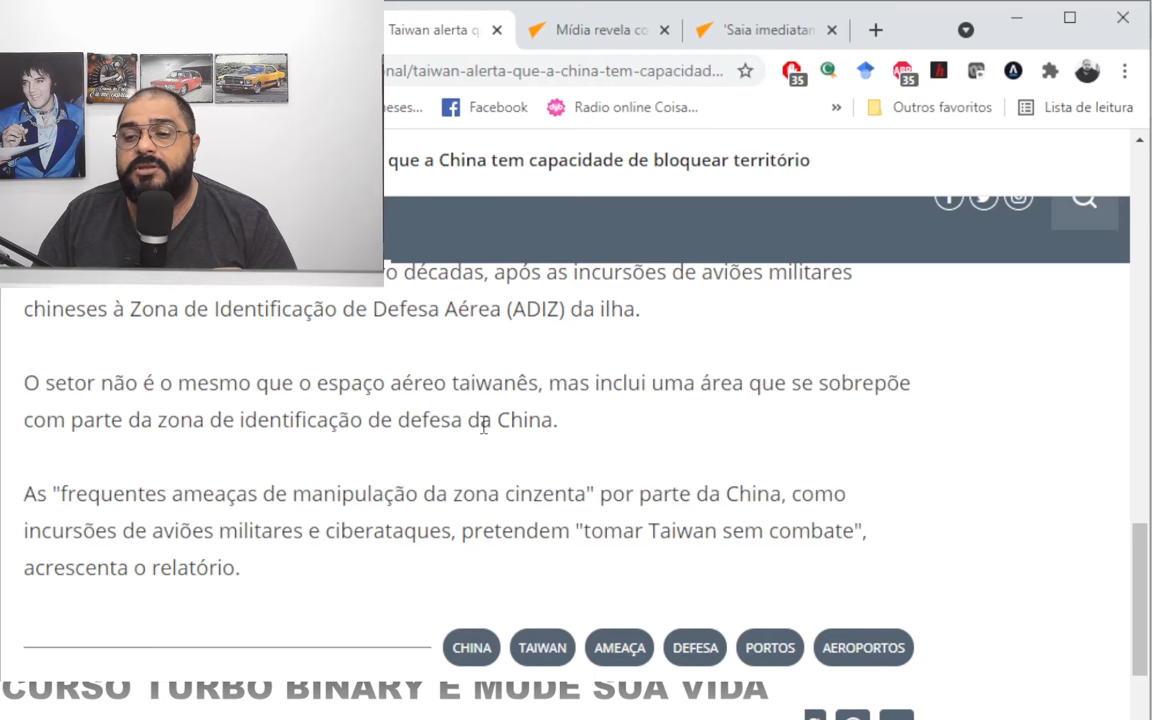 Taiwan alerta q
Mídia revela co
'Saia imediatan
nal/taiwan-alerta-que-a-china-tem-capacidad...
35
35
neses...
Facebook
Radio online Coisa...
»
Outros favoritos
Lista de leitura
que a China tem capacidade de bloquear território
o décadas, após as incursões de aviões militares
chineses à Zona de Identificação de Defesa Aérea (ADIZ) da ilha.
O setor não é o mesmo que o espaço aéreo taiwanês, mas inclui uma área que se sobrepõe
com parte da zona de identificação de defesa da China.
As "frequentes ameaças de manipulação da zona cinzenta" por parte da China, como
incursões de aviões militares e ciberataques, pretendem "tomar Taiwan sem combate",
acrescenta o relatório.
CHINA
TAIWAN
AMEAÇA
DEFESA
PORTOS
AEROPORTOS
CURSO TURBO BINARY E MUDE SUA VIDA